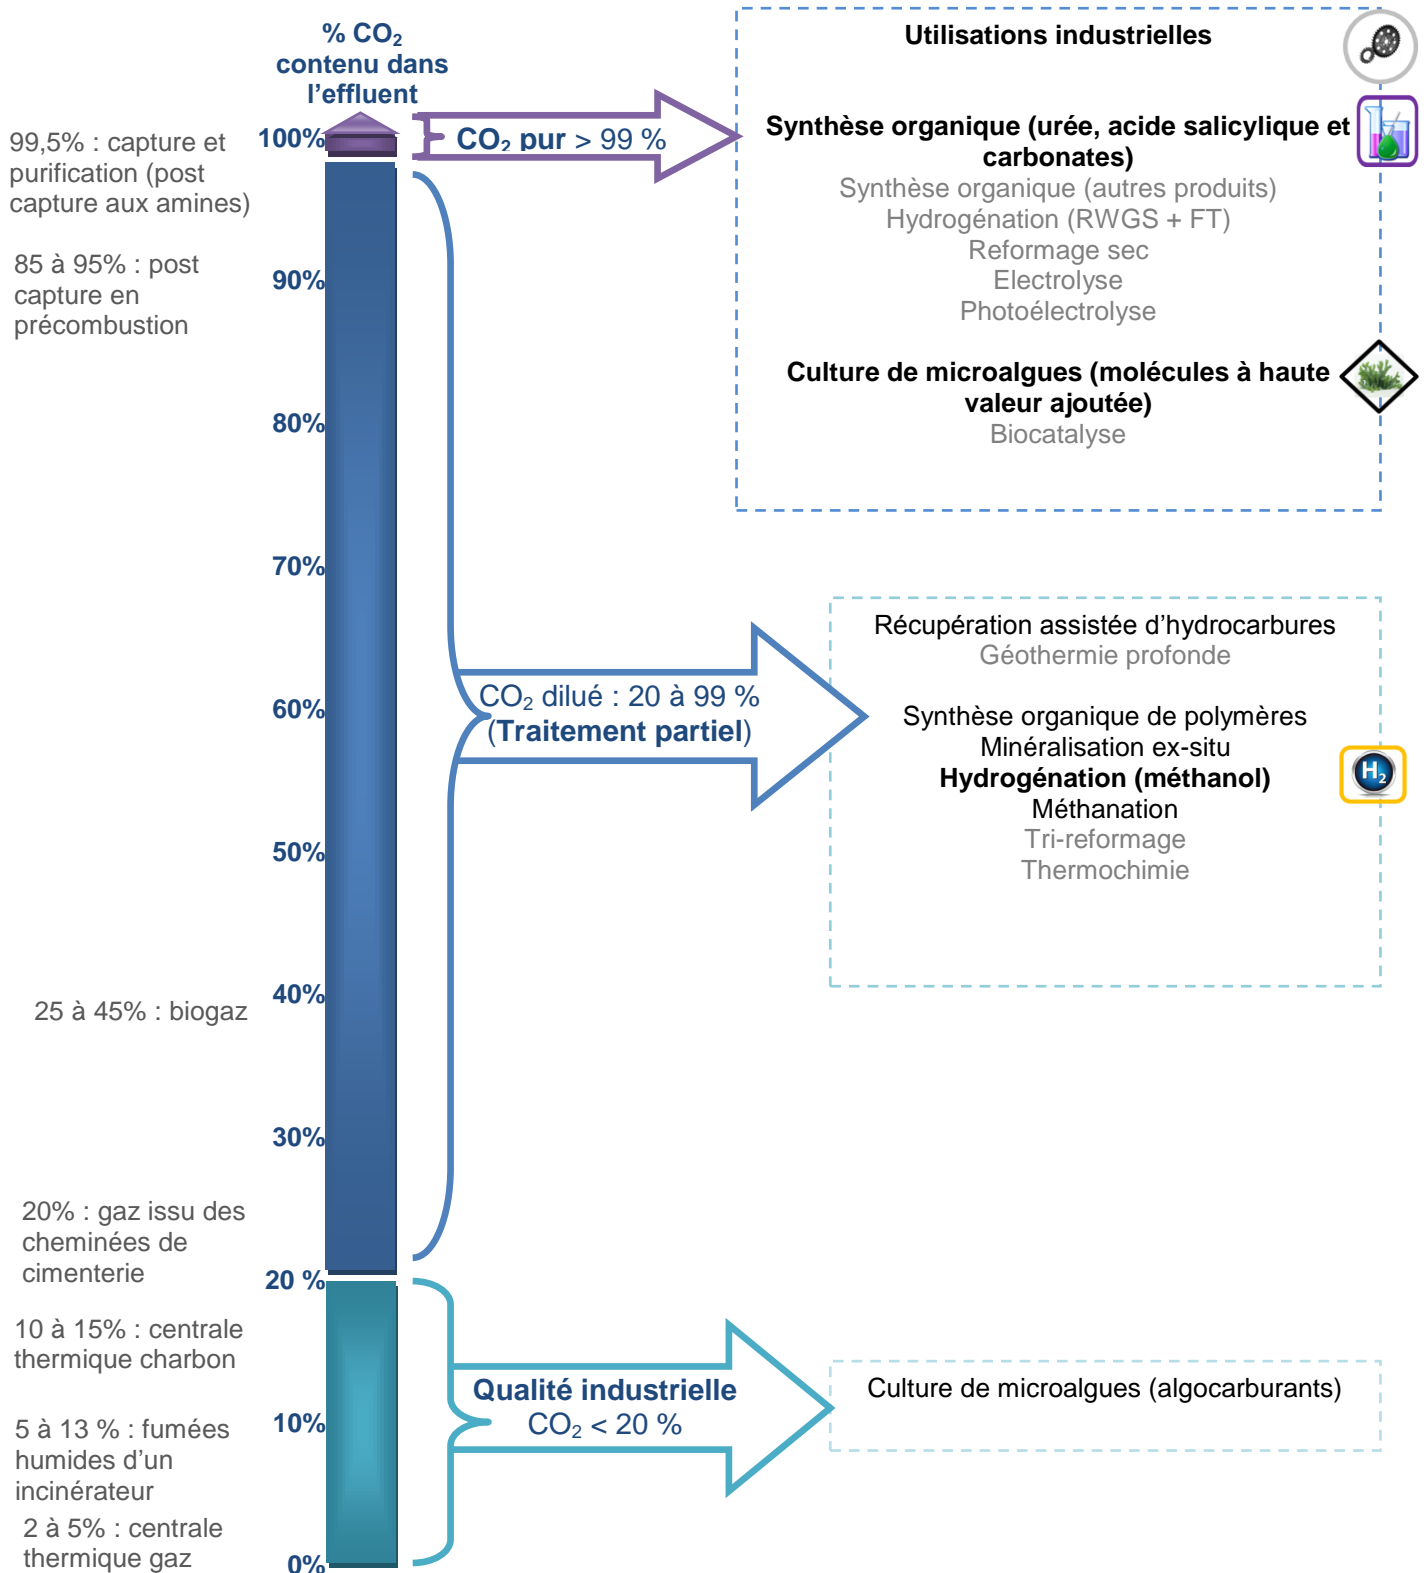 % CO₂
contenu dans
l'effluent
100%
90%
80%
70%
60%
50%
40%
30%
20 %
10%
0%
99,5% : capture et
purification (post
capture aux amines)
85 à 95% : post
capture en
précombustion
25 à 45% : biogaz
20% : gaz issu des
cheminées de
cimenterie
10 à 15% : centrale
thermique charbon
5 à 13 % : fumées
humides d'un
incinérateur
2 à 5% : centrale
thermique gaz
CO₂ pur > 99 %
Utilisations industrielles
Synthèse organique (urée, acide salicylique et
carbonates)
Synthèse organique (autres produits)
Hydrogénation (RWGS + FT)
Reformage sec
Electrolyse
Photoélectrolyse
Culture de microalgues (molécules à haute
valeur ajoutée)
Biocatalyse
CO₂ dilué : 20 à 99 %
(Traitement partiel)
Récupération assistée d'hydrocarbures
Géothermie profonde
Synthèse organique de polymères
Minéralisation ex-situ
Hydrogénation (méthanol)
Méthanation
Tri-reformage
Thermochimie
H₂
Qualité industrielle
CO₂ < 20 %
Culture de microalgues (algocarburants)